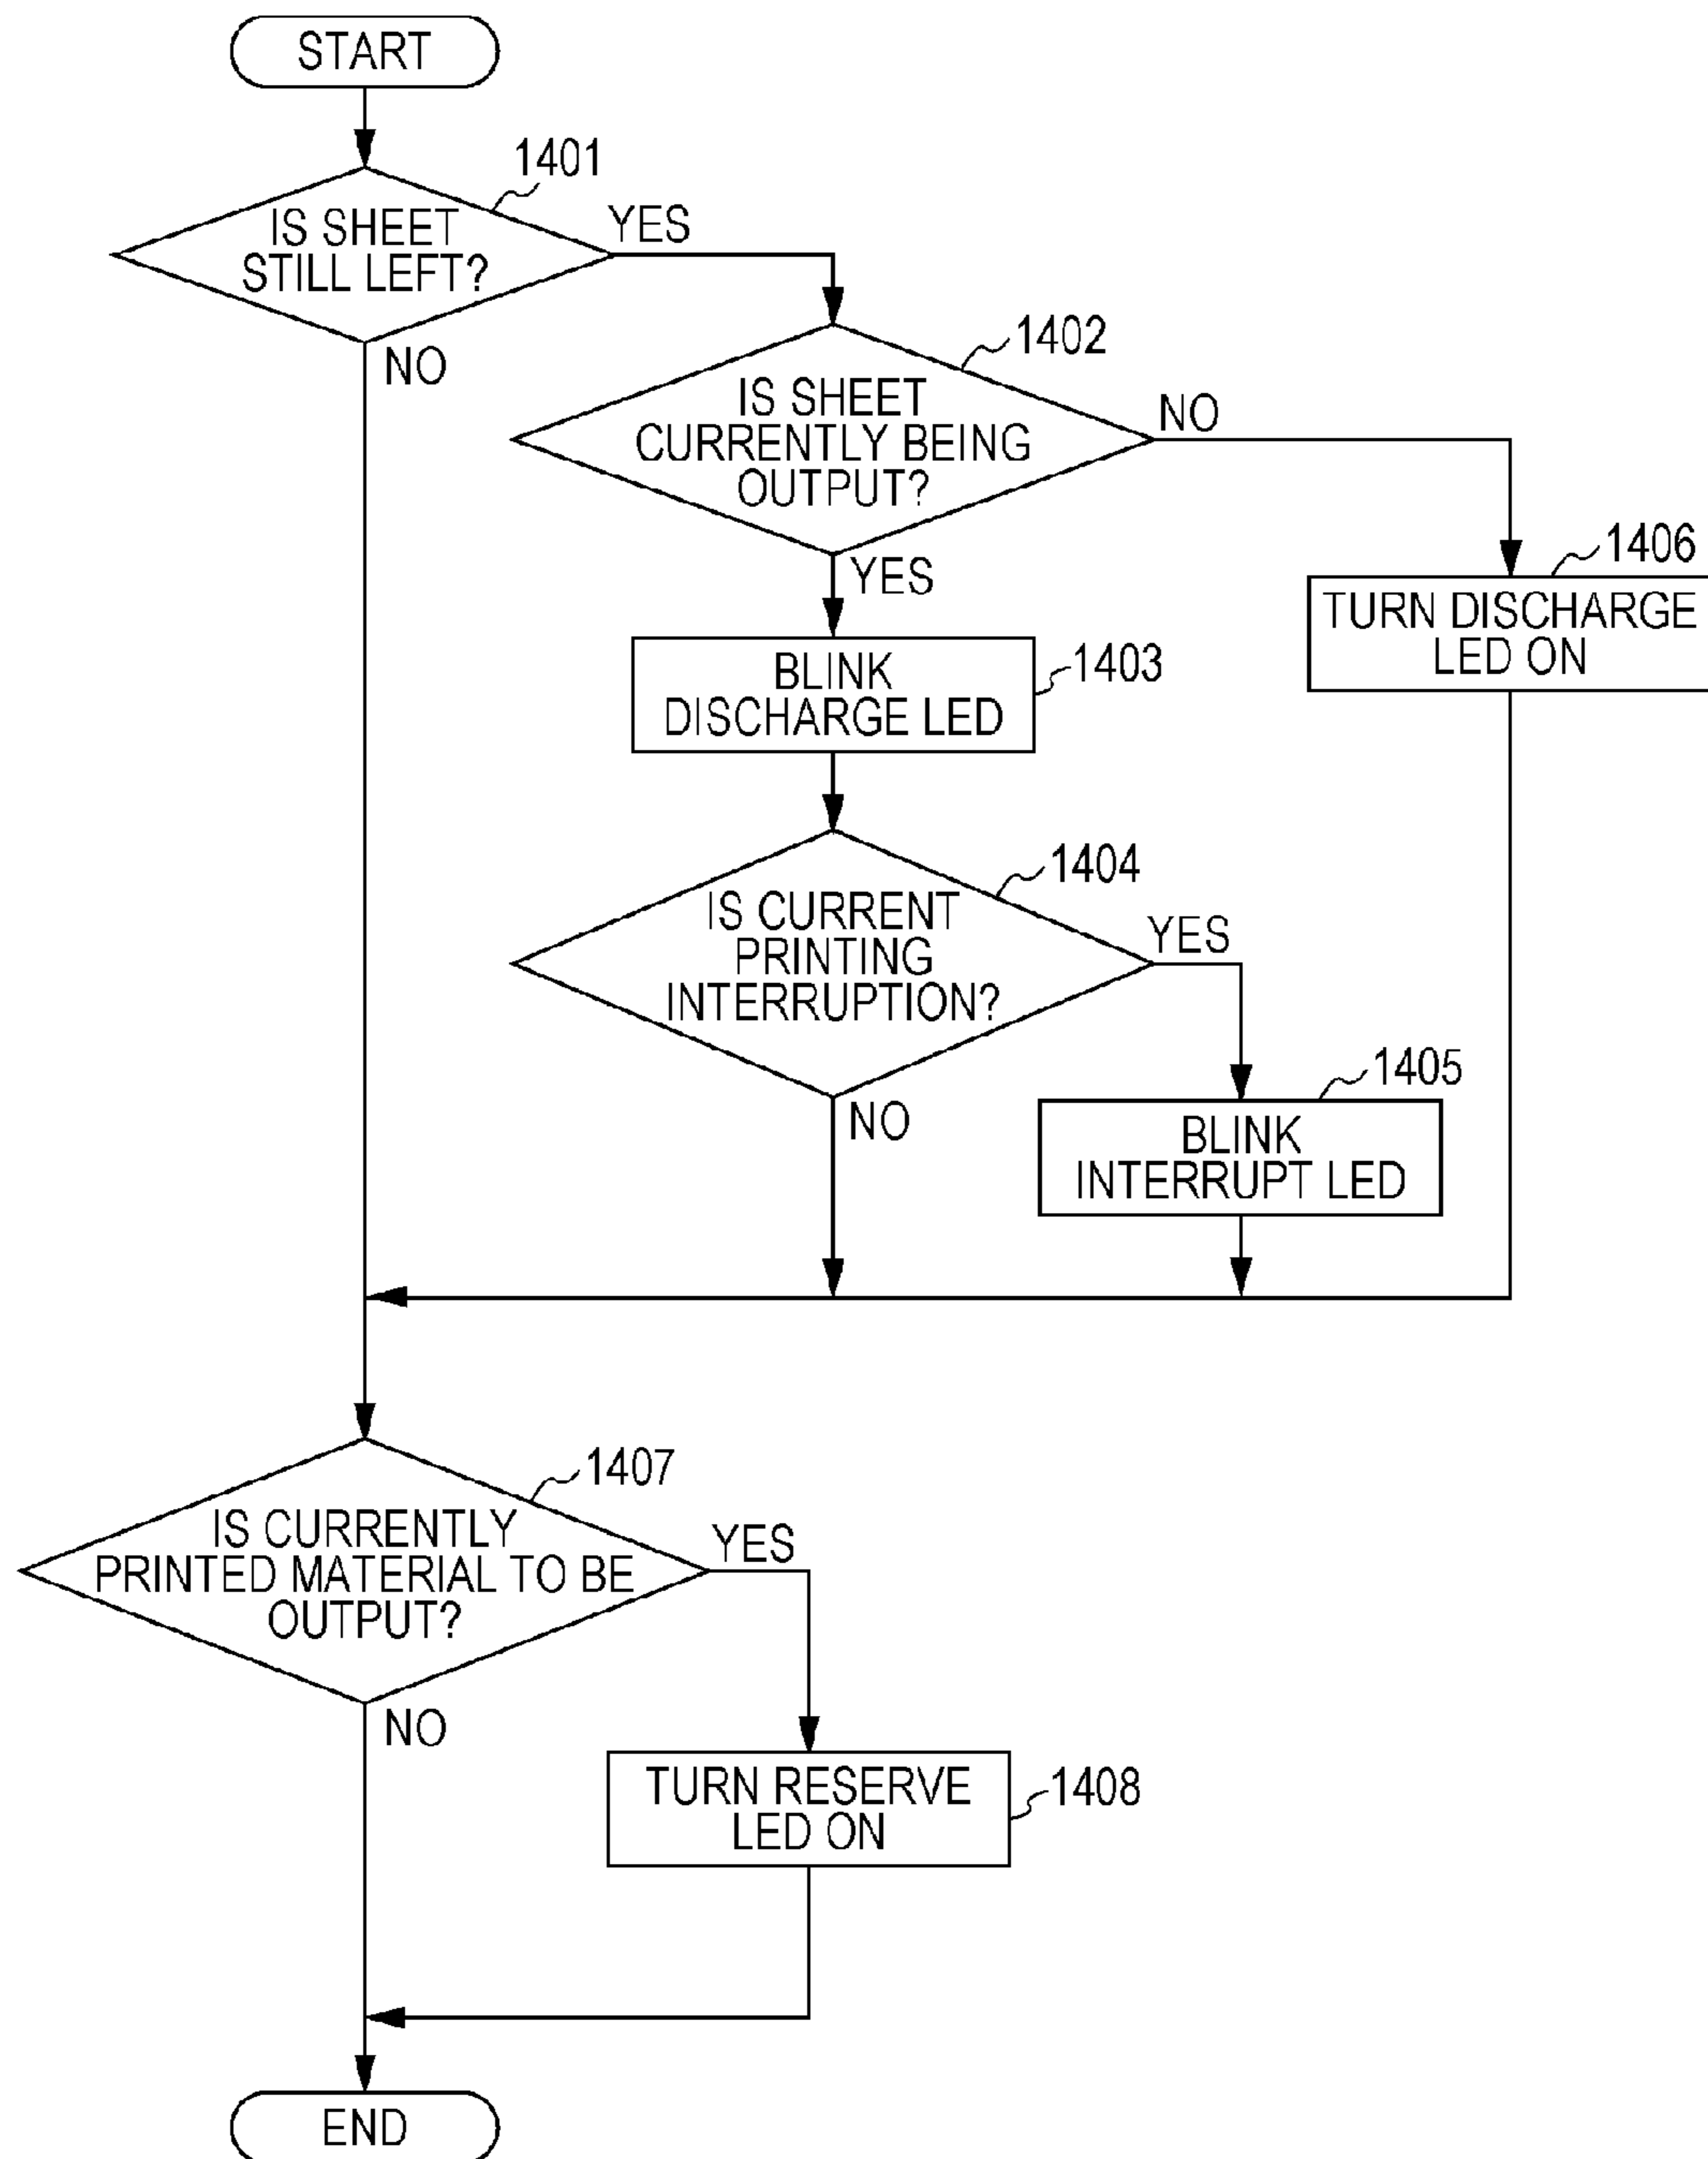 START
1401
IS SHEET
STILL LEFT?
YES
NO
1402
IS SHEET
CURRENTLY BEING
OUTPUT?
NO
YES
1406
TURN DISCHARGE
LED ON
1403
BLINK
DISCHARGE LED
1404
IS CURRENT
PRINTING
INTERRUPTION?
YES
NO
1405
BLINK
INTERRUPT LED
1407
IS CURRENTLY
PRINTED MATERIAL TO BE
OUTPUT?
YES
NO
1408
TURN RESERVE
LED ON
END